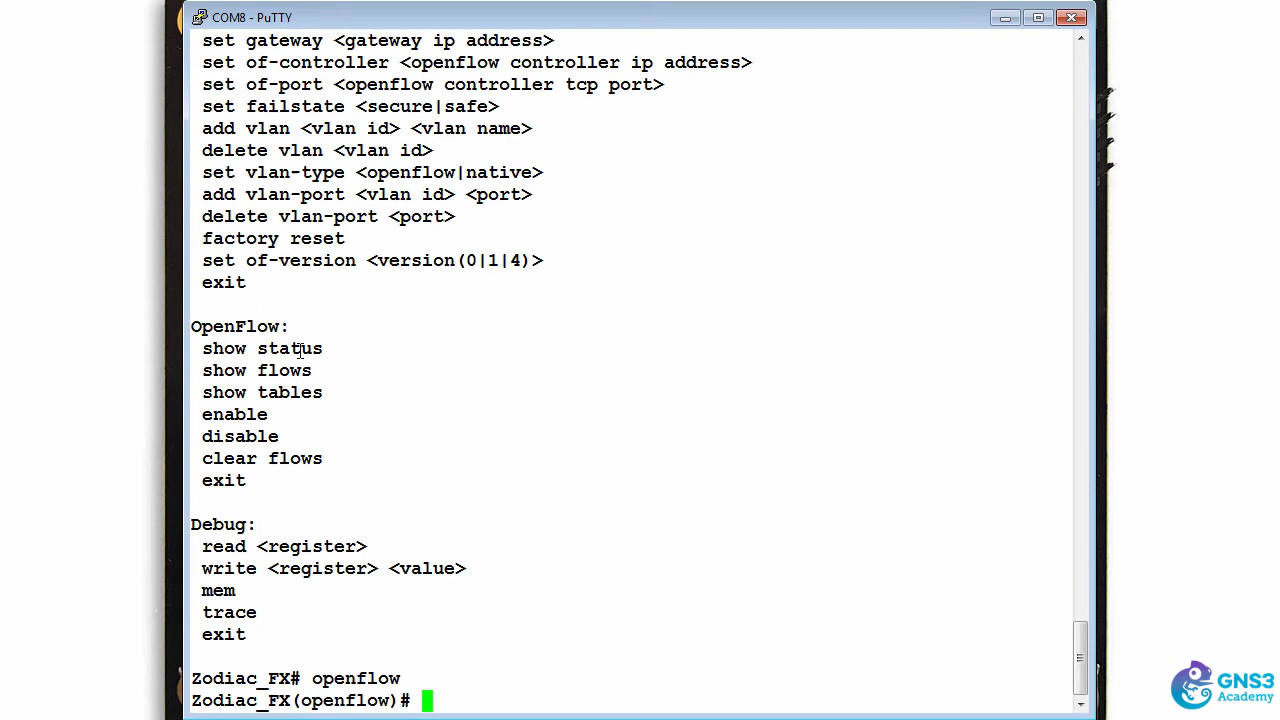 COM8 - PuTTY
set gateway <gateway ip address>
set of-controller <openflow controller ip address>
set of-port <openflow controller tcp port>
set failstate <secure|safe>
add vlan <vlan id> <vlan name>
delete vlan <vlan id>
set vlan-type <openflow|native>
add vlan-port <vlan id> <port>
delete vlan-port <port>
factory reset
set of-version <version(0|1|4)>
exit
OpenFlow:
show status
show flows
show tables
enable
disable
clear flows
exit
Debug:
read <register>
write <register> <value>
mem
trace
exit
Zodiac_FX# openflow
Zodiac_FX(openflow)#
GNS3
Academy